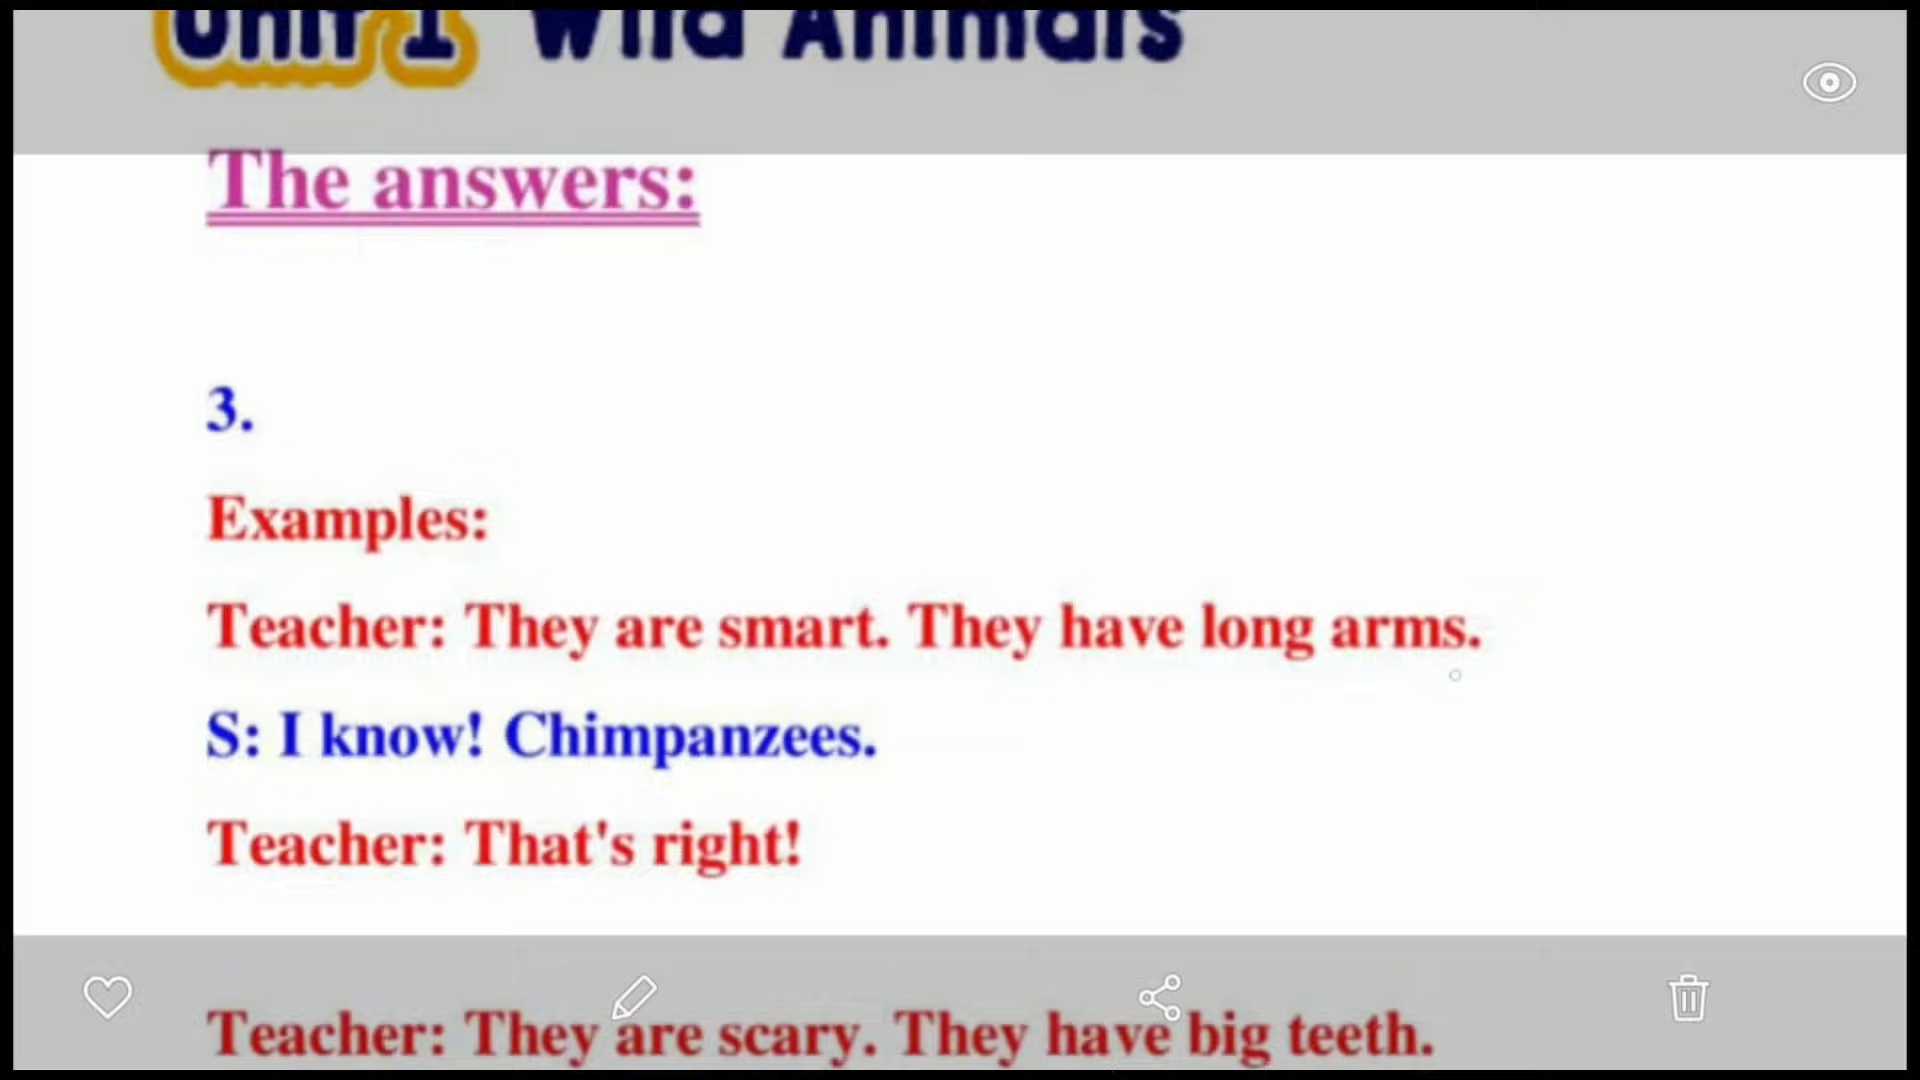 Unit 1 Wild Animals
The answers:
3.
Examples:
Teacher: They are smart. They have long arms.
S: I know! Chimpanzees.
Teacher: That's right!
Teacher: They are scary. They have big teeth.